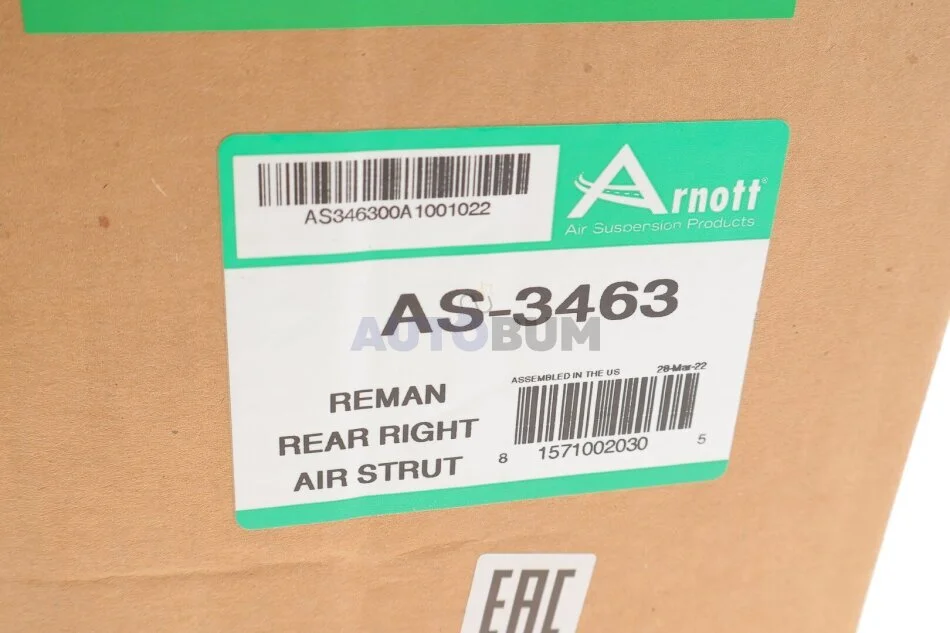 AS346300A1001022
Arnott®
Air Suspension Products
AS-3463
AUTOBUM
ASSEMBLED IN THE US
28-Mar-22
REMAN
REAR RIGHT
AIR STRUT
8 1571002030 5
EAC